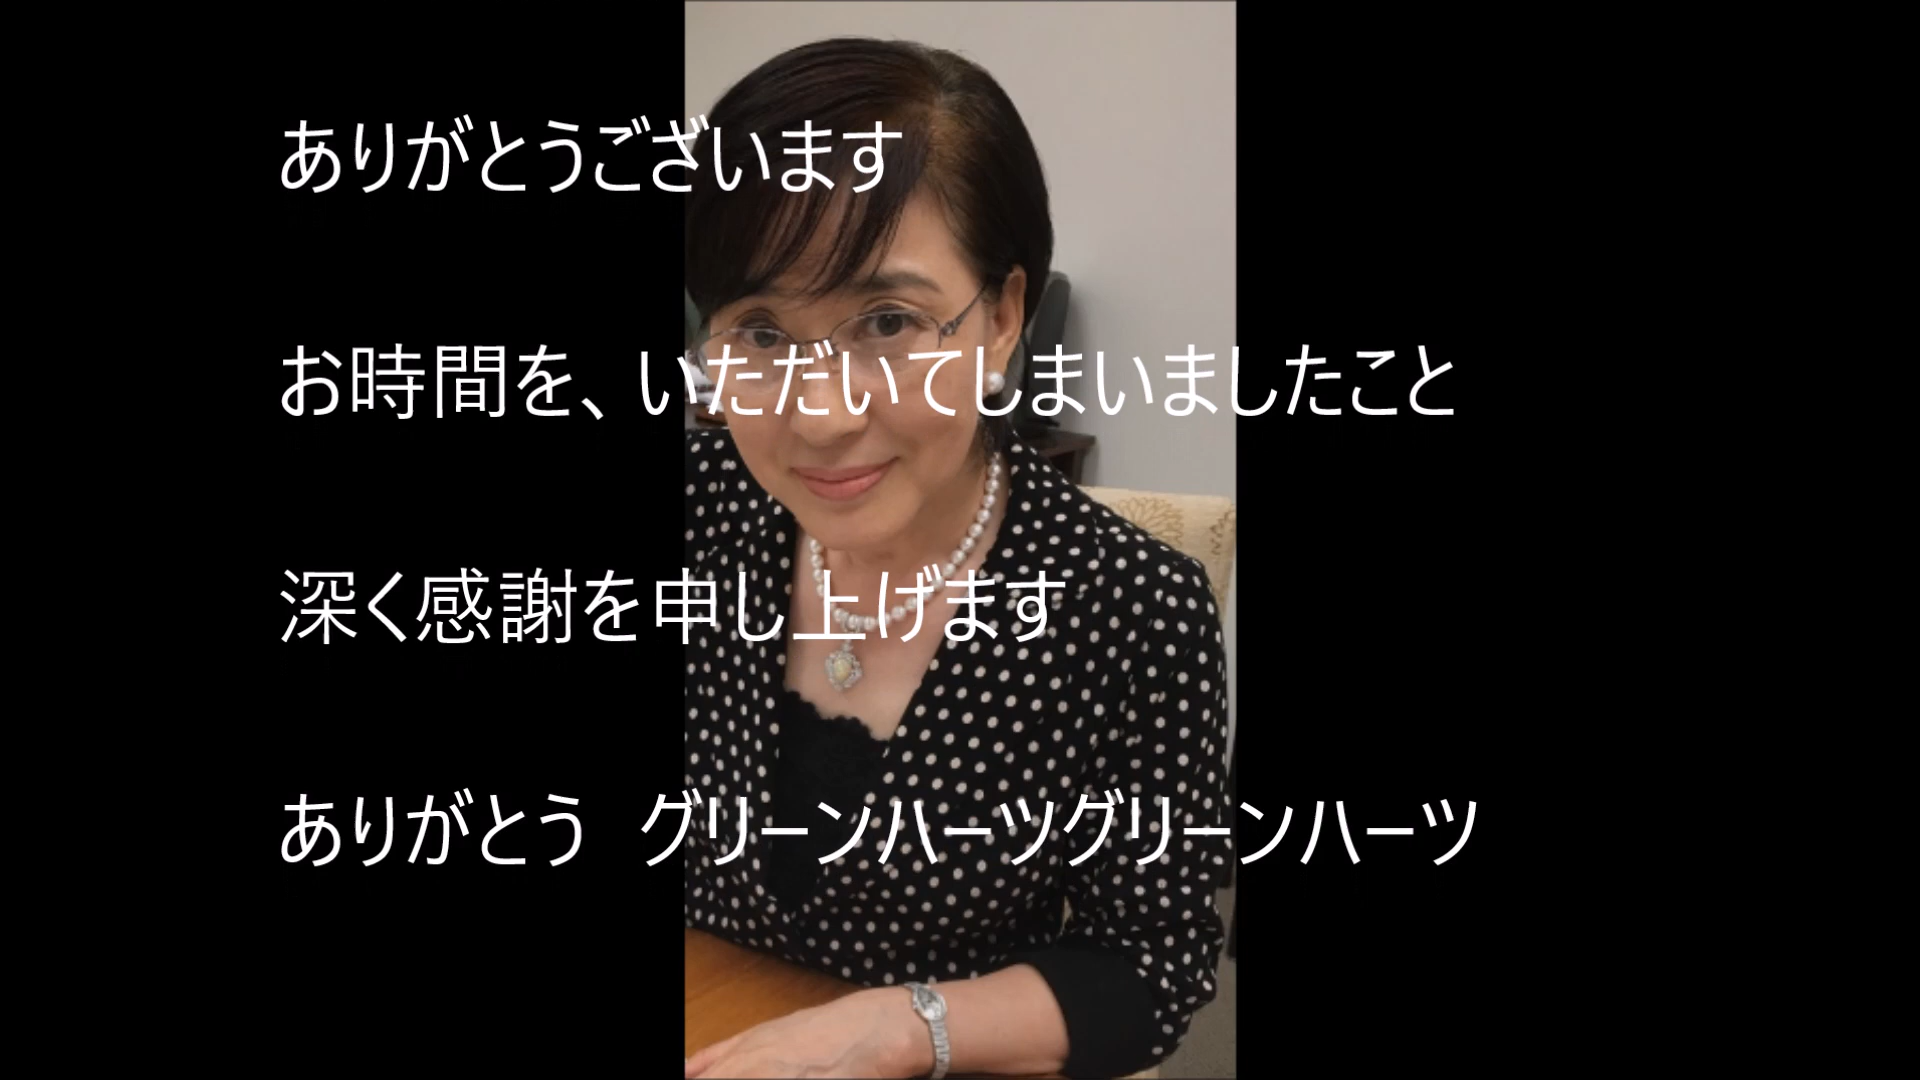 ありがとうございます
お時間を、いただいてしまいましたこと
深く感謝を申し上げます
ありがとう　グリーンハーツグリーンハーツ